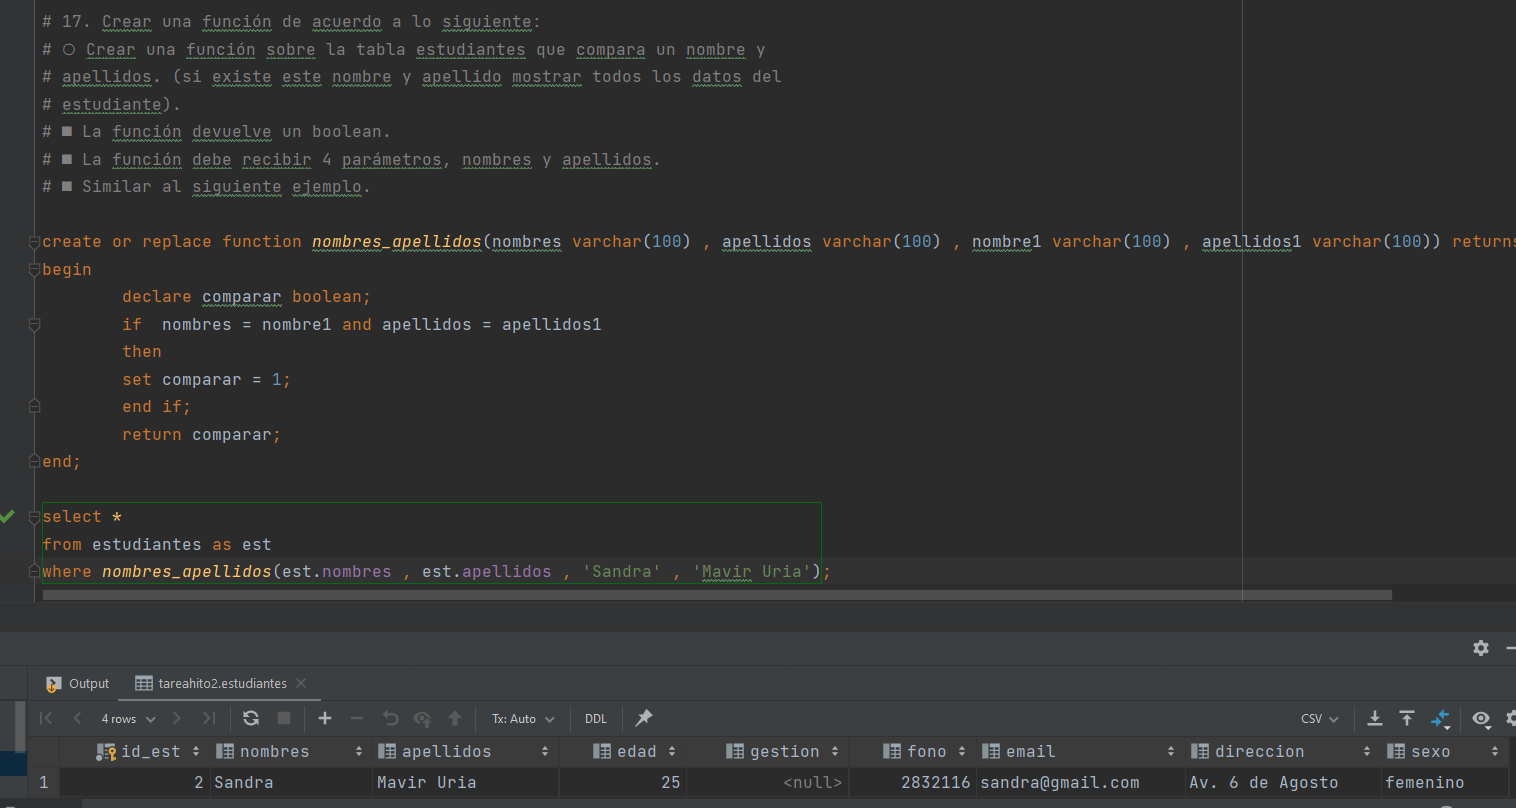 # 17. Crear una función de acuerdo a lo siguiente:
# ○ Crear una función sobre la tabla estudiantes que compara un nombre y
# apellidos. (si existe este nombre y apellido mostrar todos los datos del
# estudiante).
# ■ La función devuelve un boolean.
# ■ La función debe recibir 4 parámetros, nombres y apellidos.
# ■ Similar al siguiente ejemplo.
create or replace function nombres_apellidos(nombres varchar(100) , apellidos varchar(100) , nombre1 varchar(100) , apellidos1 varchar(100)) returns
begin
declare comparar boolean;
if  nombres = nombre1 and apellidos = apellidos1
then
set comparar = 1;
end if;
return comparar;
end;
select *
from estudiantes as est
where nombres_apellidos(est.nombres , est.apellidos , 'Sandra' , 'Mavir Uria');
Output tareahito2.estudiantes
4 rows Tx: Auto DDL CSV
id_est nombres apellidos edad gestion fono email direccion sexo
1 2 Sandra Mavir Uria 25 <null> 2832116 sandra@gmail.com Av. 6 de Agosto femenino